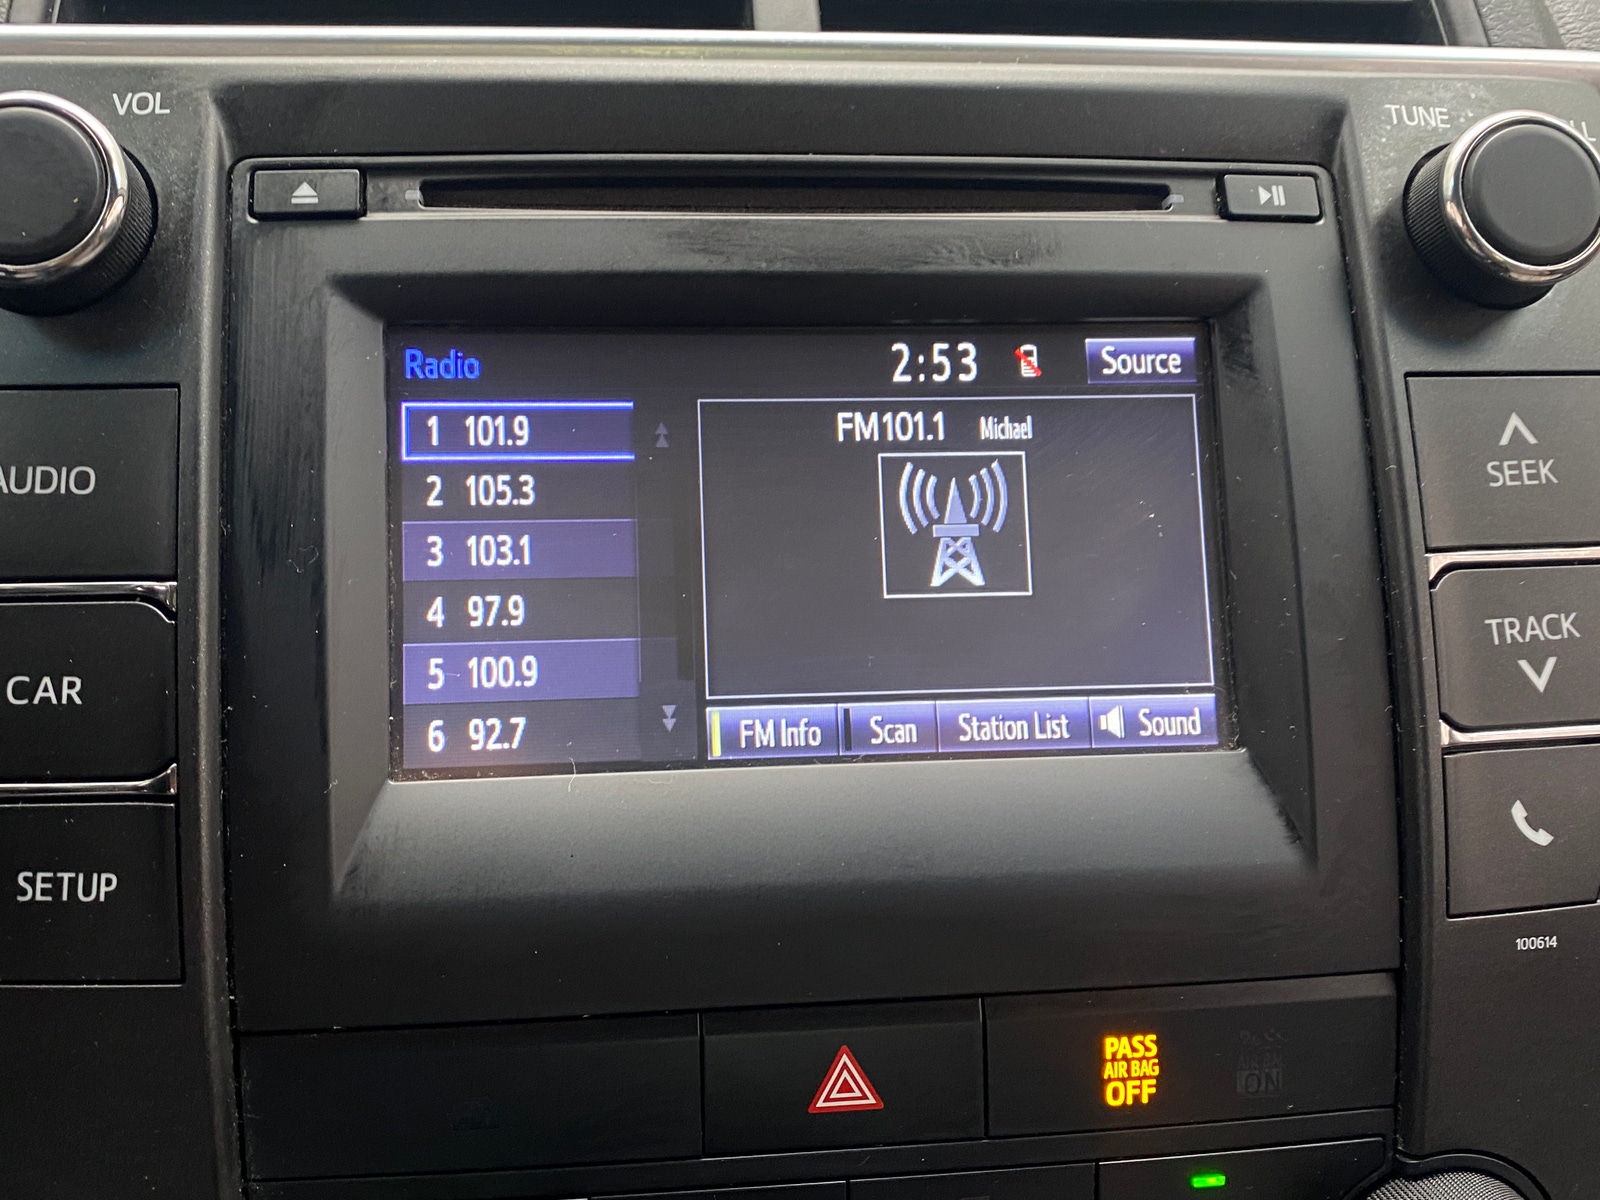 VOL
TUNE
Radio
2:53
Source
1 101.9
2 105.3
3 103.1
4 97.9
5 100.9
6 92.7
FM101.1 Michael
FM Info
Scan
Station List
Sound
AUDIO
CAR
SETUP
SEEK
TRACK
100614
PASS
AIR BAG
OFF
ON